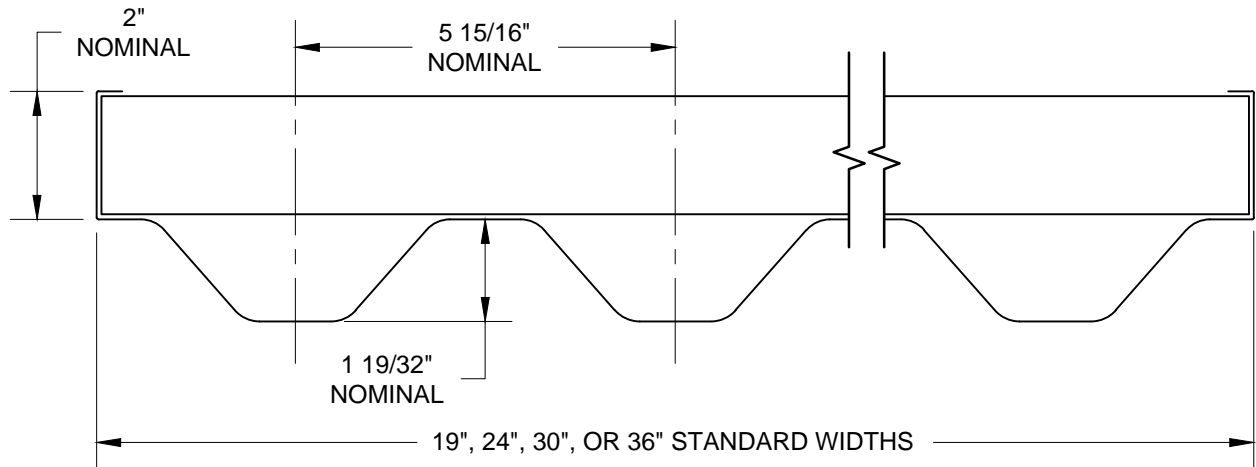 2"
NOMINAL
5 15/16"
NOMINAL
1 19/32"
NOMINAL
19", 24", 30", OR 36" STANDARD WIDTHS